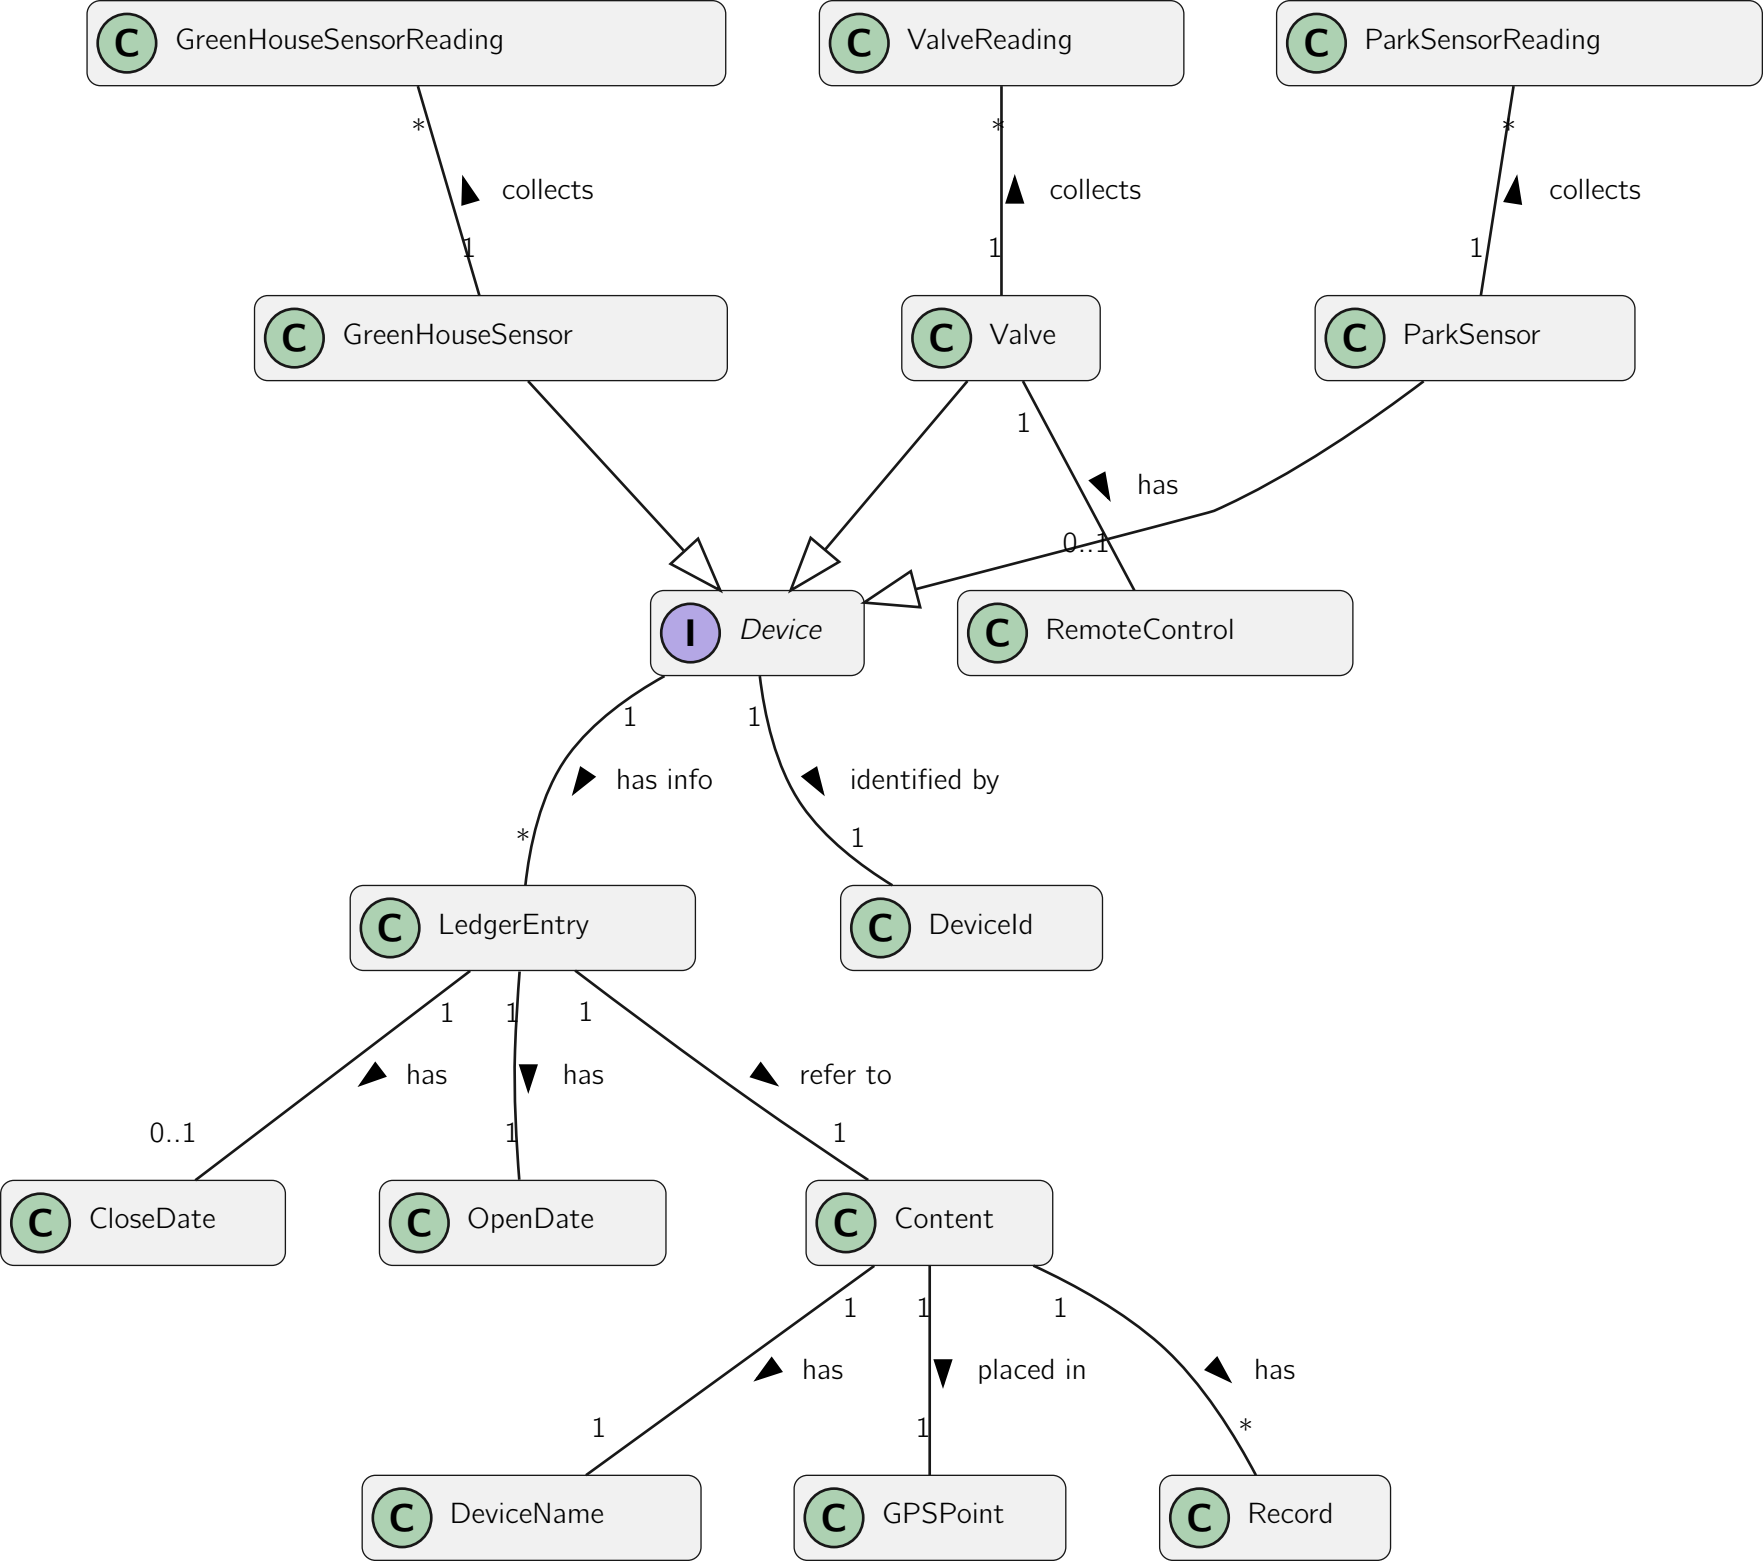 C GreenHouseSensorReading
C ValveReading
C ParkSensorReading
*
*
*
collects
collects
collects
1
1
1
C GreenHouseSensor
C Valve
C ParkSensor
1
has
0..1
I Device
C RemoteControl
1
1
has info
identified by
*
1
C LedgerEntry
C DeviceId
1
1
1
has
has
refer to
0..1
1
1
C CloseDate
C OpenDate
C Content
1
1
1
has
placed in
has
1
1
*
C DeviceName
C GPSPoint
C Record